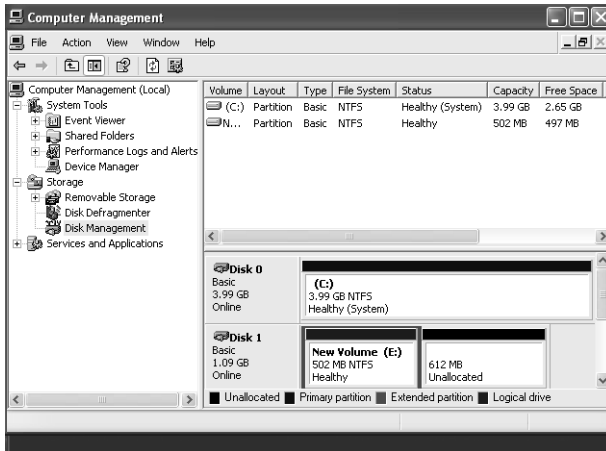 Computer Management
File Action View Window Help
Computer Management (Local)
System Tools
Event Viewer
Shared Folders
Performance Logs and Alerts
Device Manager
Storage
Removable Storage
Disk Defragmenter
Disk Management
Services and Applications
Volume Layout Type File System Status Capacity Free Space
(C:) Partition Basic NTFS Healthy (System) 3.99 GB 2.65 GB
N... Partition Basic NTFS Healthy 502 MB 497 MB
Disk 0
Basic
3.99 GB
Online
(C:)
3.99 GB NTFS
Healthy (System)
Disk 1
Basic
1.09 GB
Online
New Volume (E:)
502 MB NTFS
Healthy
612 MB
Unallocated
Unallocated Primary partition Extended partition Logical drive